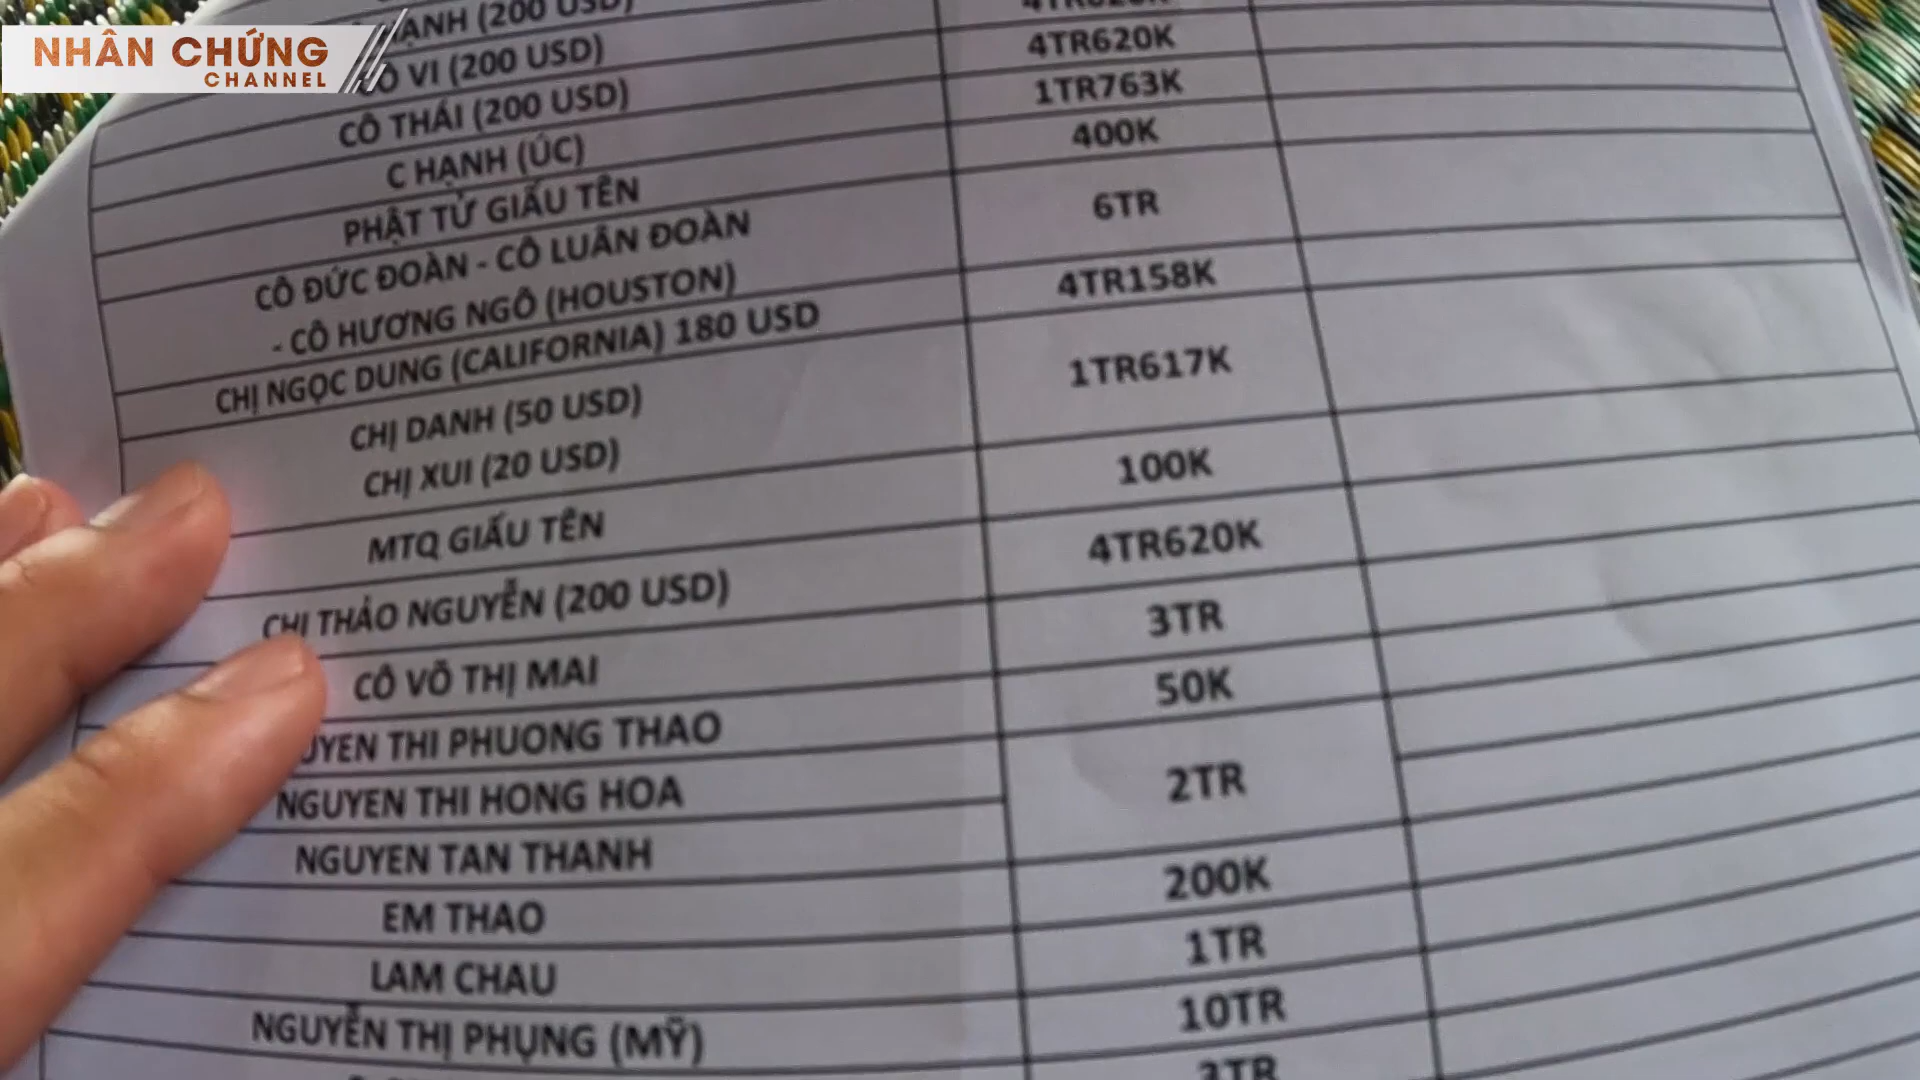 NHÂN CHỨNG
CHANNEL
HẠNH (200 USD)
VI (200 USD) 4TR620K
CÔ THÁI (200 USD) 1TR763K
C HẠNH (ÚC) 400K
PHẬT TỬ GIẤU TÊN
CÔ ĐỨC ĐOÀN - CÔ LUÂN ĐOÀN 6TR
- CÔ HƯƠNG NGÔ (HOUSTON)
CHỊ NGỌC DUNG (CALIFORNIA) 180 USD 4TR158K
CHỊ DANH (50 USD) 1TR617K
CHỊ XUI (20 USD)
MTQ GIẤU TÊN 100K
CHỊ THẢO NGUYỄN (200 USD) 4TR620K
CÔ VÕ THỊ MAI 3TR
UYEN THI PHUONG THAO 50K
NGUYEN THI HONG HOA 2TR
NGUYEN TAN THANH
EM THAO 200K
LAM CHAU 1TR
NGUYỄN THỊ PHỤNG (MỸ) 10TR